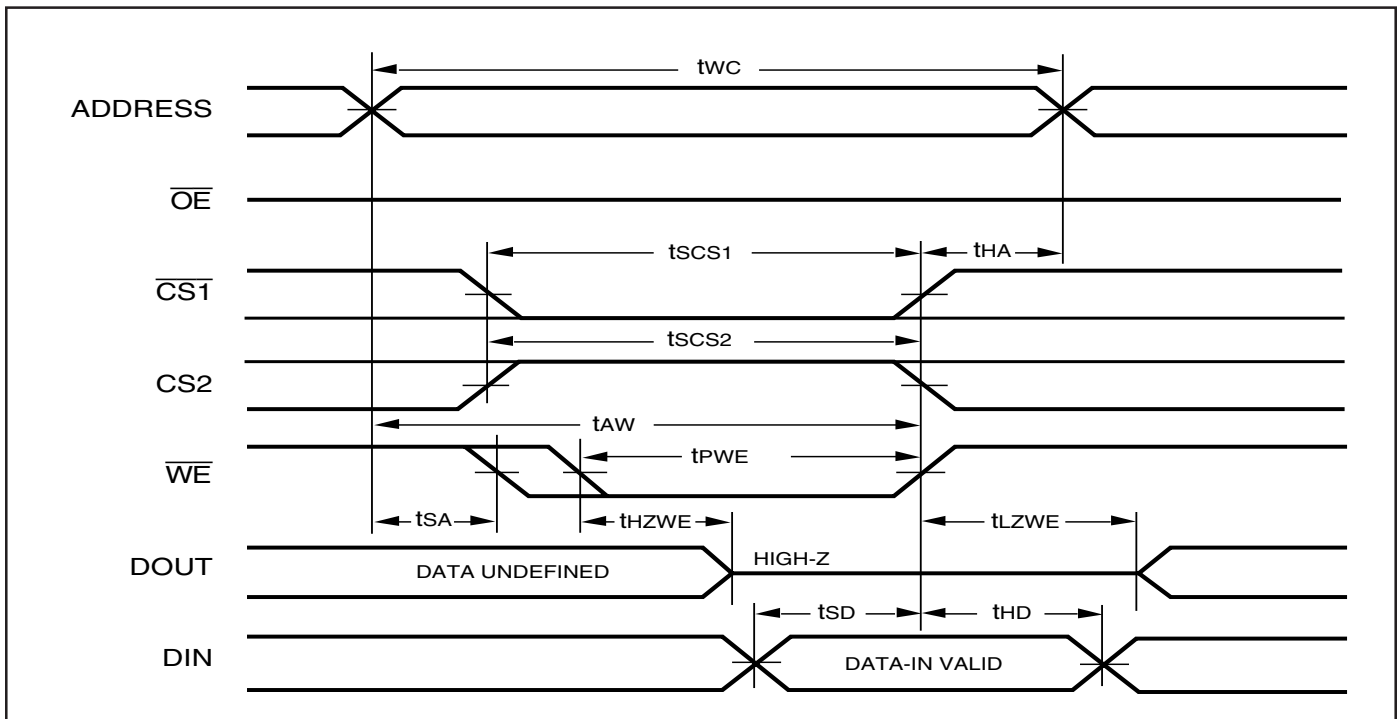 tWC
ADDRESS
OE
tSCS1
tHA
CS1
tSCS2
CS2
tAW
tPWE
WE
tSA
tHZWE
tLZWE
DOUT
DATA UNDEFINED
HIGH-Z
tSD
tHD
DIN
DATA-IN VALID